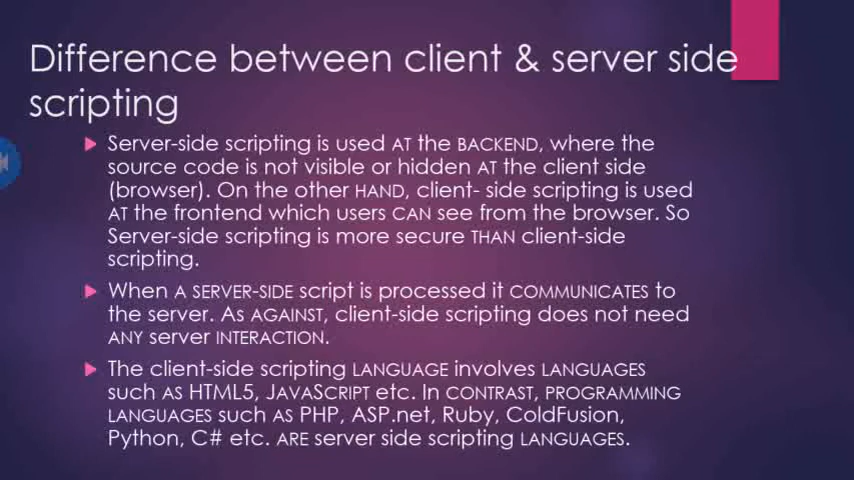 Difference between client & server side
scripting
Server-side scripting is used AT the BACKEND, where the
source code is not visible or hidden AT the client side
(browser). On the other HAND, client- side scripting is used
AT the frontend which users CAN see from the browser. So
Server-side scripting is more secure THAN client-side
scripting.
When A SERVER-SIDE script is processed it COMMUNICATES to
the server. As AGAINST, client-side scripting does not need
ANY server INTERACTION.
The client-side scripting LANGUAGE involves LANGUAGES
such AS HTML5, JAVASCRIPT etc. In CONTRAST, PROGRAMMING
LANGUAGES such AS PHP, ASP.net, Ruby, ColdFusion,
Python, C# etc. ARE server side scripting LANGUAGES.